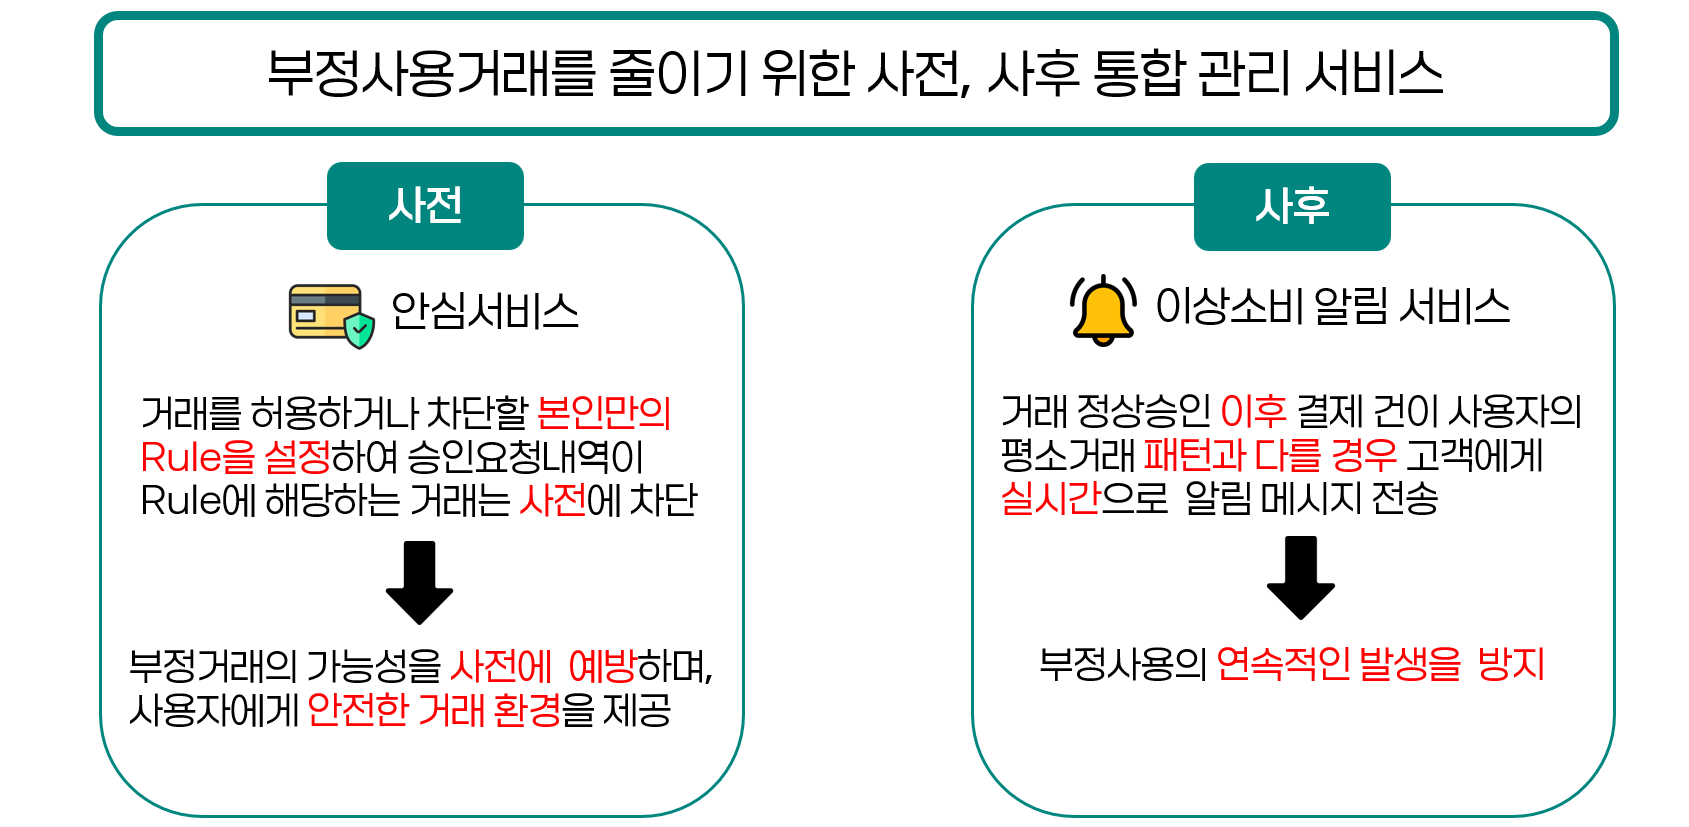 부정사용거래를 줄이기 위한 사전, 사후 통합 관리 서비스
사전
안심서비스
거래를 허용하거나 차단할 본인만의
Rule을 설정하여 승인요청내역이
Rule에 해당하는 거래는 사전에 차단
부정거래의 가능성을 사전에 예방하며,
사용자에게 안전한 거래 환경을 제공
사후
이상소비 알림 서비스
거래 정상승인 이후 결제 건이 사용자의
평소거래 패턴과 다를 경우 고객에게
실시간으로 알림 메시지 전송
부정사용의 연속적인 발생을 방지